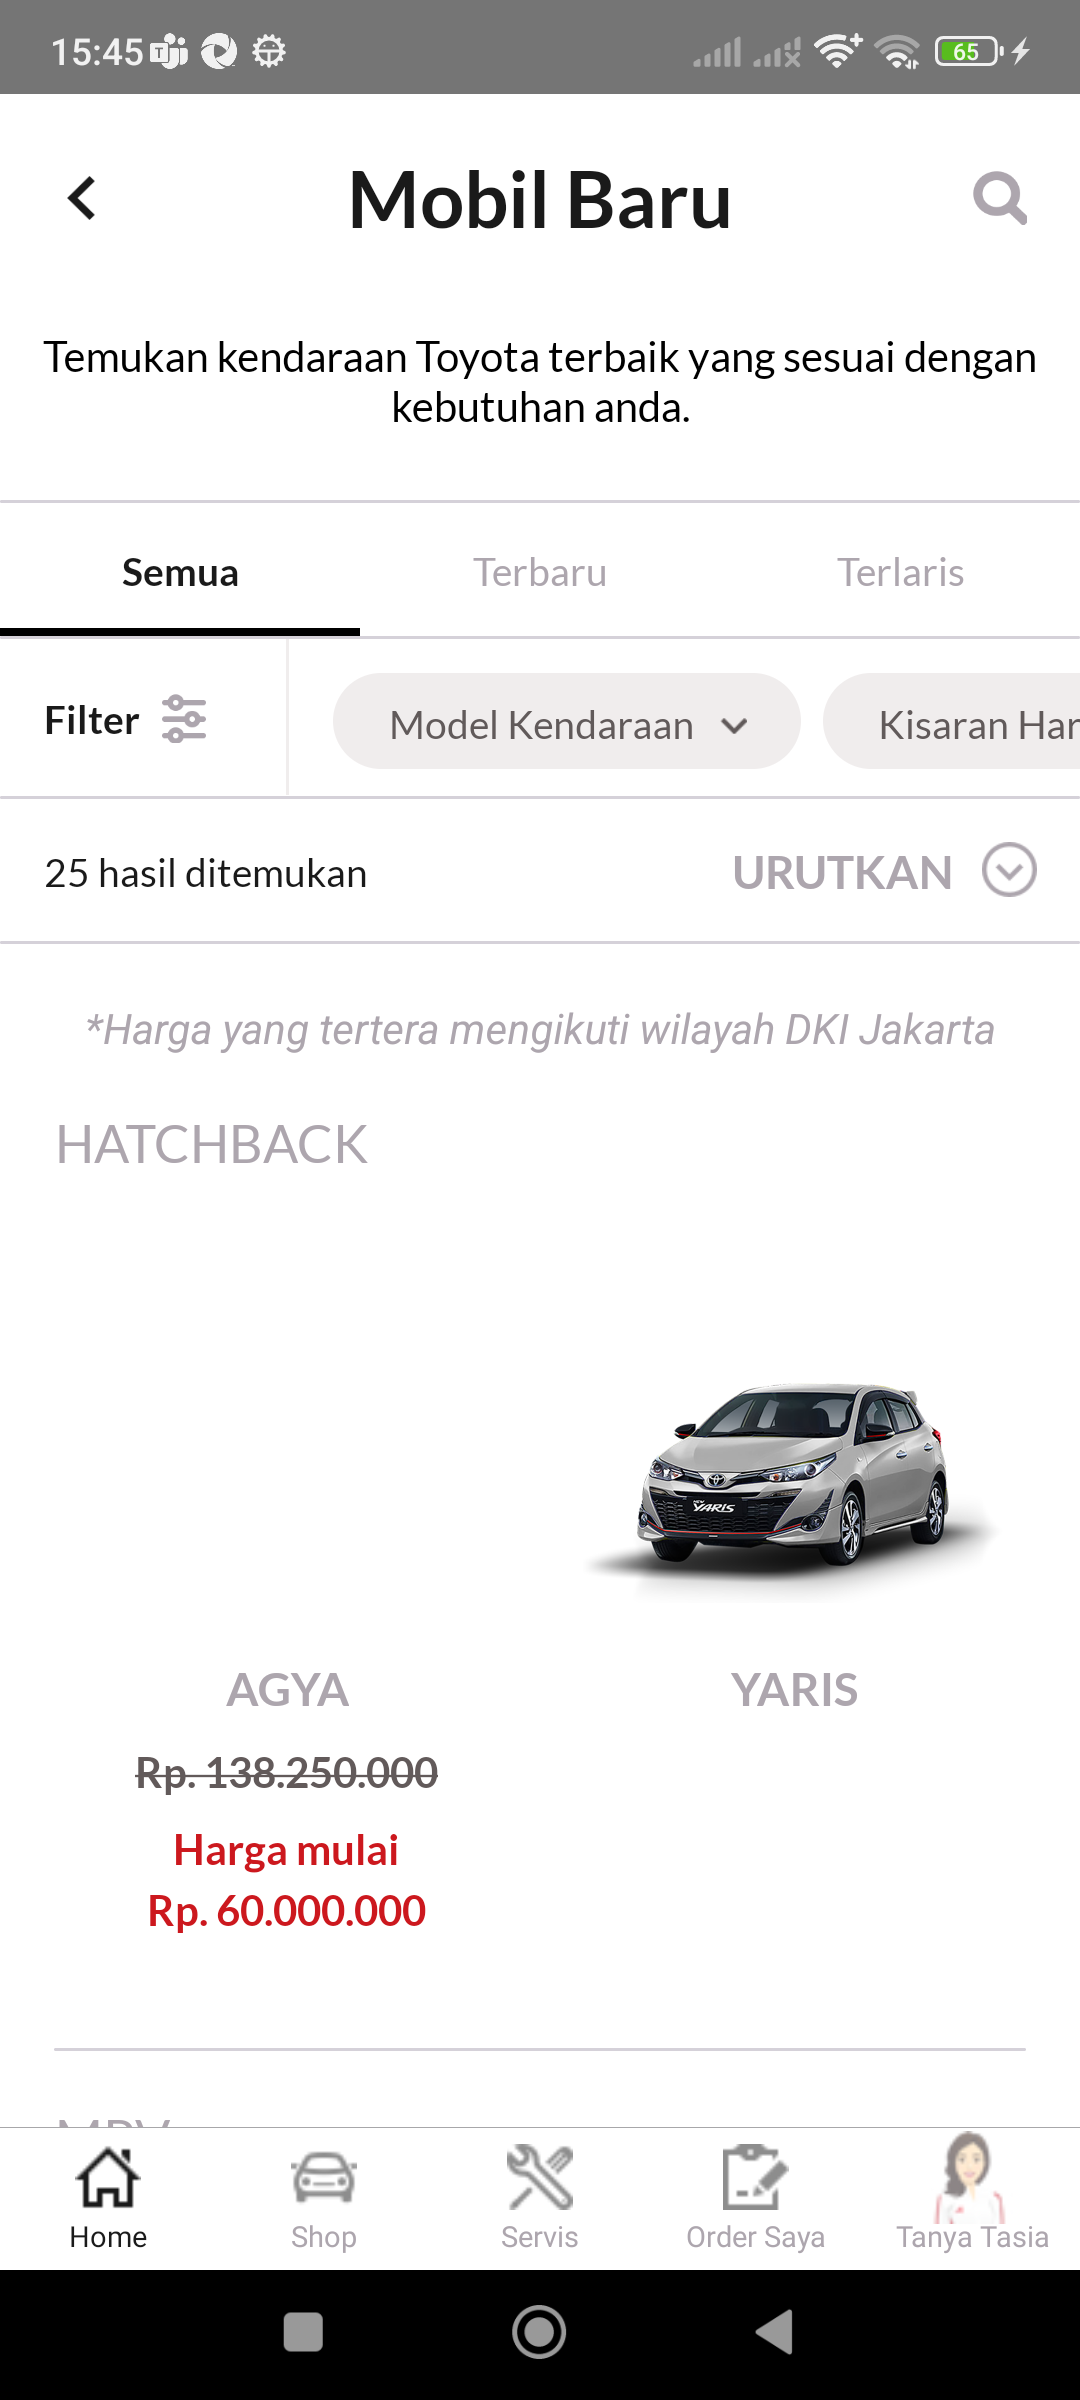 15:45
65
Mobil Baru
Temukan kendaraan Toyota terbaik yang sesuai dengan
kebutuhan anda.
Semua
Terbaru
Terlaris
Filter
Model Kendaraan
Kisaran Har
25 hasil ditemukan
URUTKAN
*Harga yang tertera mengikuti wilayah DKI Jakarta
HATCHBACK
NEW
YARIS
AGYA
YARIS
Rp. 138.250.000
Harga mulai
Rp. 60.000.000
MPV
Home
Shop
Servis
Order Saya
Tanya Tasia